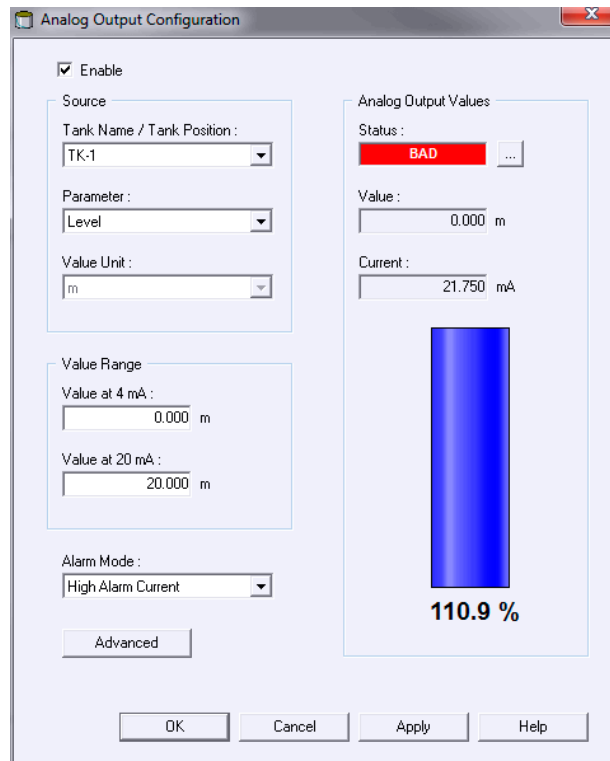 Analog Output Configuration
x
Enable
Source
Tank Name / Tank Position :
TK-1
Parameter :
Level
Value Unit :
m
Value Range
Value at 4 mA :
0.000 m
Value at 20 mA :
20.000 m
Alarm Mode :
High Alarm Current
Advanced
Analog Output Values
Status :
BAD ...
Value :
0.000 m
Current :
21.750 mA
110.9 %
OK Cancel Apply Help